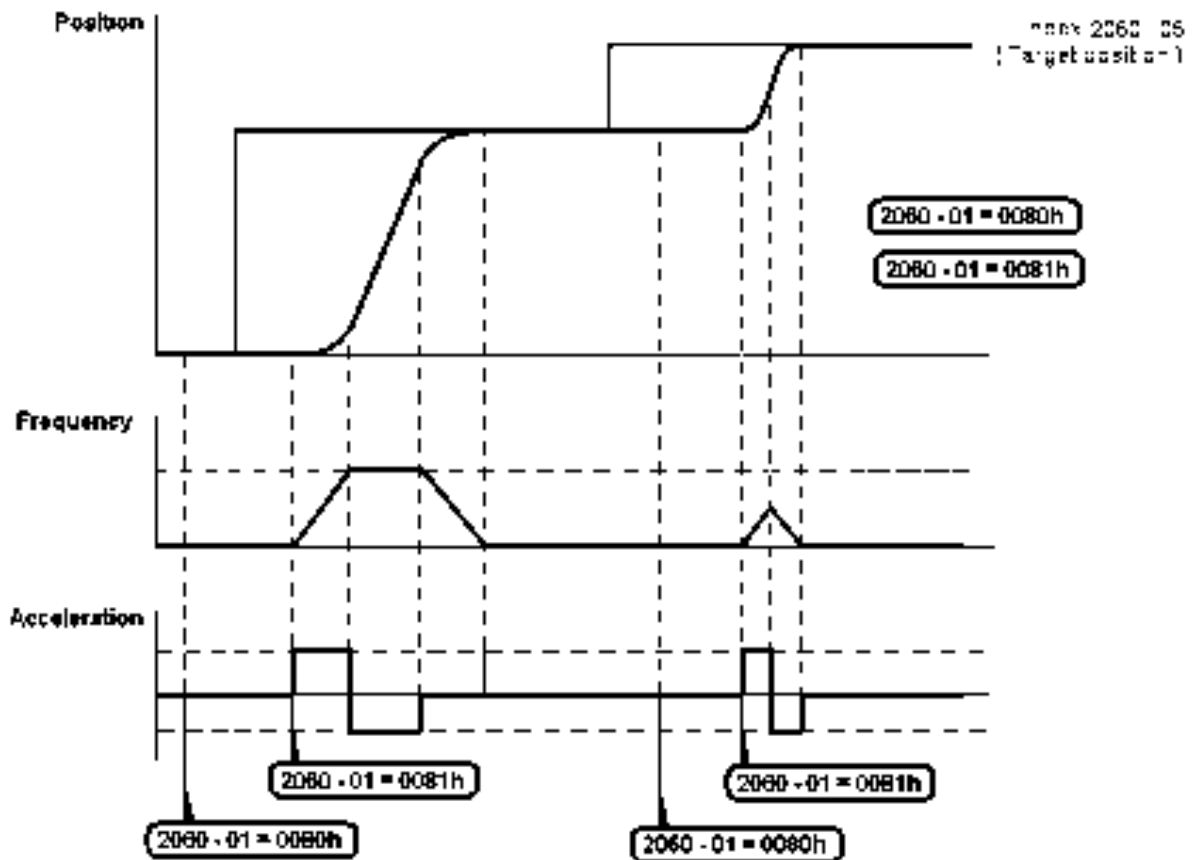 Position
Index 2060 - 06
(Target position)
2060 - 01 = 0080h
2060 - 01 = 0081h
Frequency
Acceleration
2060 - 01 = 0081h
2060 - 01 = 0081h
2060 - 01 = 0080h
2060 - 01 = 0080h